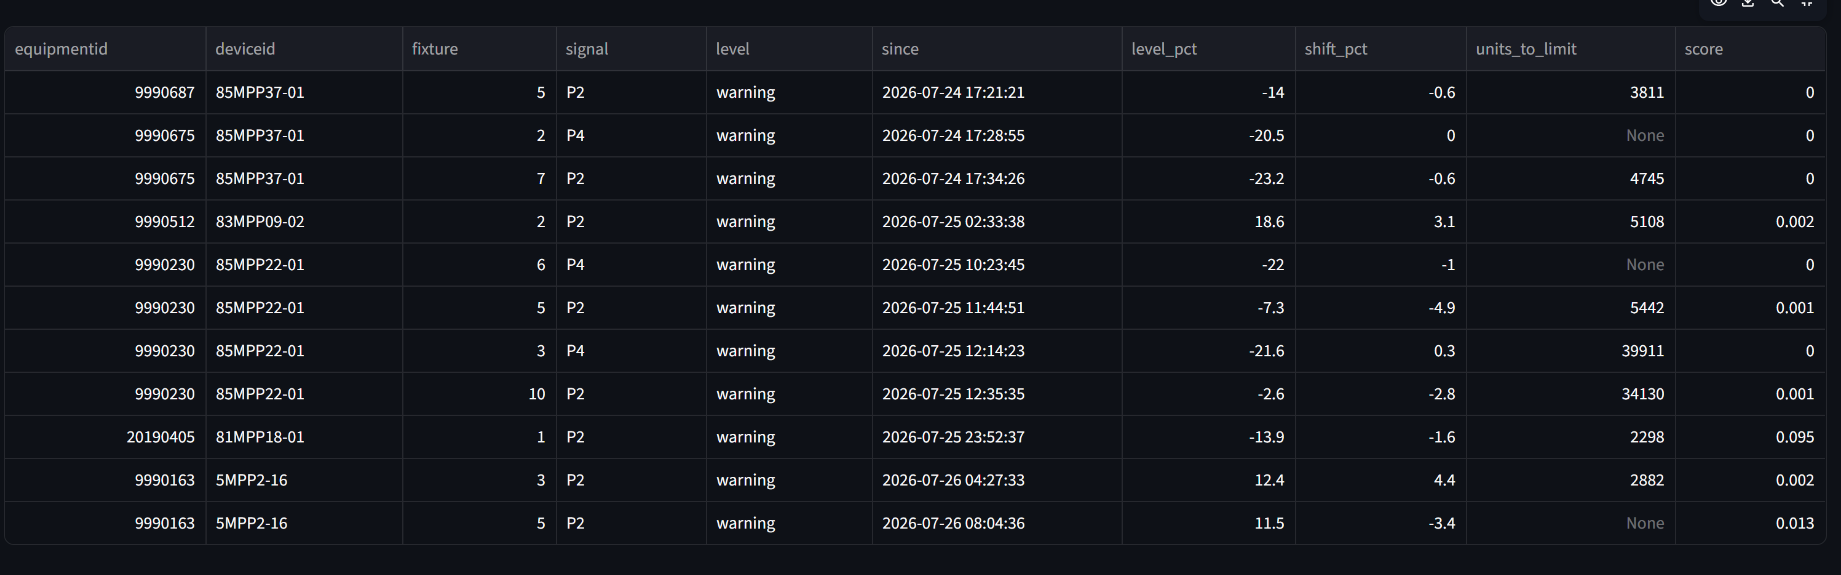 equipmentid deviceid fixture signal level since level_pct shift_pct units_to_limit score
9990687 85MPP37-01 5 P2 warning 2026-07-24 17:21:21 -14 -0.6 3811 0
9990675 85MPP37-01 2 P4 warning 2026-07-24 17:28:55 -20.5 0 None 0
9990675 85MPP37-01 7 P2 warning 2026-07-24 17:34:26 -23.2 -0.6 4745 0
9990512 83MPP09-02 2 P2 warning 2026-07-25 02:33:38 18.6 3.1 5108 0.002
9990230 85MPP22-01 6 P4 warning 2026-07-25 10:23:45 -22 -1 None 0
9990230 85MPP22-01 5 P2 warning 2026-07-25 11:44:51 -7.3 -4.9 5442 0.001
9990230 85MPP22-01 3 P4 warning 2026-07-25 12:14:23 -21.6 0.3 39911 0
9990230 85MPP22-01 10 P2 warning 2026-07-25 12:35:35 -2.6 -2.8 34130 0.001
20190405 81MPP18-01 1 P2 warning 2026-07-25 23:52:37 -13.9 -1.6 2298 0.095
9990163 5MPP2-16 3 P2 warning 2026-07-26 04:27:33 12.4 4.4 2882 0.002
9990163 5MPP2-16 5 P2 warning 2026-07-26 08:04:36 11.5 -3.4 None 0.013